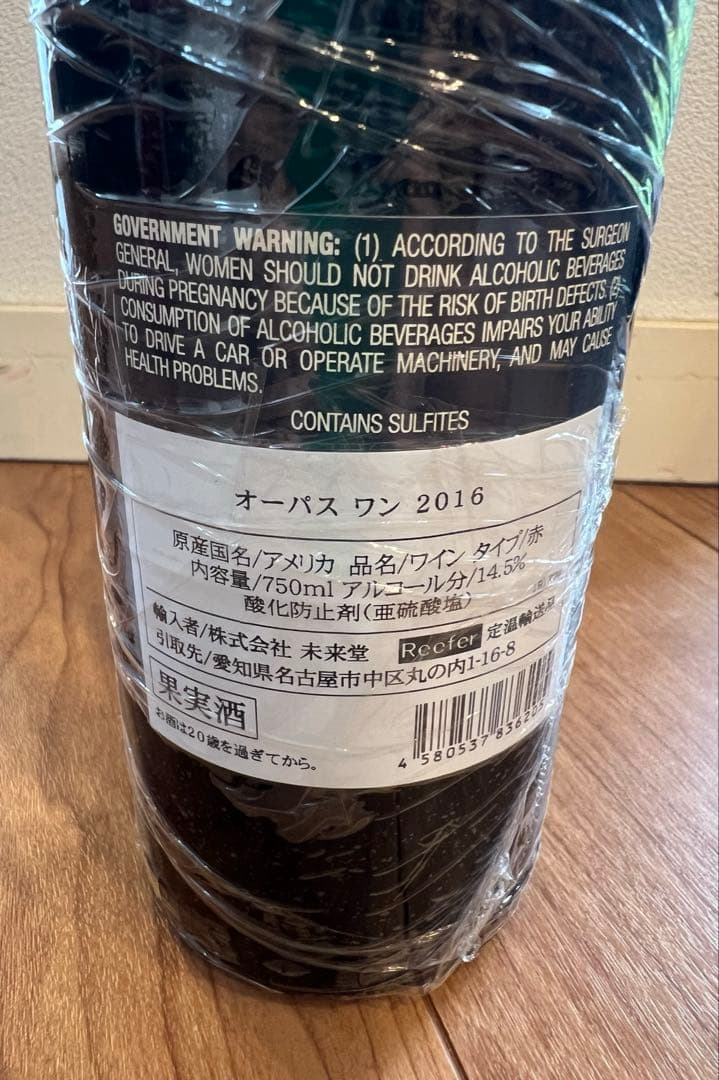 GOVERNMENT WARNING: (1) ACCORDING TO THE SURGEON
GENERAL, WOMEN SHOULD NOT DRINK ALCOHOLIC BEVERAGES
DURING PREGNANCY BECAUSE OF THE RISK OF BIRTH DEFECTS. (2)
CONSUMPTION OF ALCOHOLIC BEVERAGES IMPAIRS YOUR ABILITY
TO DRIVE A CAR OR OPERATE MACHINERY, AND MAY CAUSE
HEALTH PROBLEMS.
CONTAINS SULFITES
オーパス ワン 2016
原産国名/アメリカ 品名/ワイン タイプ/赤
内容量/750ml アルコール分/14.5%
酸化防止剤(亜硫酸塩)
輸入者/株式会社 未来堂 Reefer 定温輸送品
引取先/愛知県名古屋市中区丸の内1-16-8
果実酒
お酒は20歳を過ぎてから。
4 580537 83620